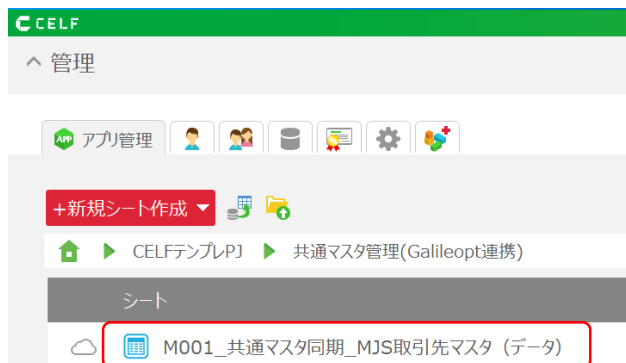 CELF
管理
APP アプリ管理
+新規シート作成
CELFテンプレPJ 共通マスタ管理(Galileopt連携)
シート
M001_共通マスタ同期_MJS取引先マスタ（データ）